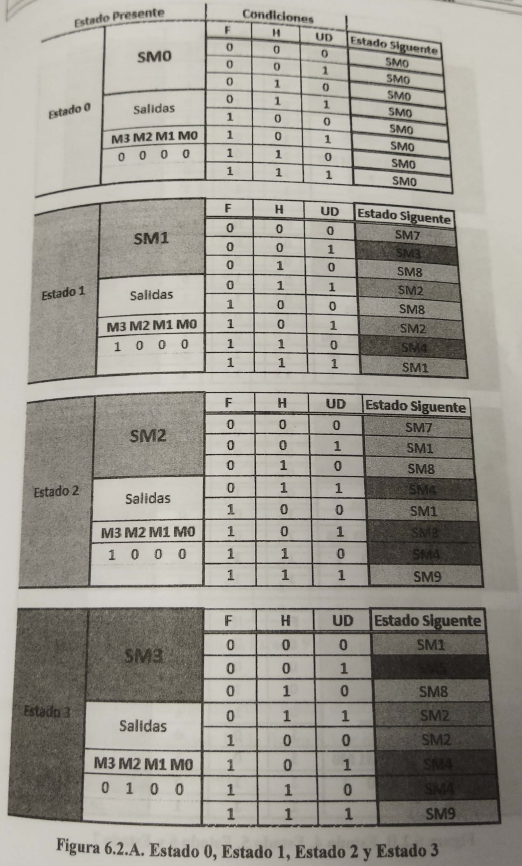 Estado Presente Condiciones
F H UD Estado Siguente
Estado 0 SM0
0 0 0 SM0
0 0 1 SM0
0 1 0 SM0
0 1 1 SM0
Salidas
1 0 0 SM0
M3 M2 M1 M0
1 0 1 SM0
0 0 0 0
1 1 0 SM0
1 1 1 SM0
F H UD Estado Siguente
Estado 1 SM1
0 0 0 SM7
0 0 1 SM3
0 1 0 SM8
0 1 1 SM2
Salidas
1 0 0 SM8
M3 M2 M1 M0
1 0 1 SM2
1 0 0 0
1 1 0 SM4
1 1 1 SM1
F H UD Estado Siguente
Estado 2 SM2
0 0 0 SM7
0 0 1 SM1
0 1 0 SM8
0 1 1 SM4
Salidas
1 0 0 SM1
M3 M2 M1 M0
1 0 1 SM3
1 0 0 0
1 1 0 SM4
1 1 1 SM9
F H UD Estado Siguente
Estado 3 SM3
0 0 0 SM1
0 0 1
0 1 0 SM8
0 1 1 SM2
Salidas
1 0 0 SM2
M3 M2 M1 M0
1 0 1 SM4
0 1 0 0
1 1 0 SM4
1 1 1 SM9
Figura 6.2.A. Estado 0, Estado 1, Estado 2 y Estado 3